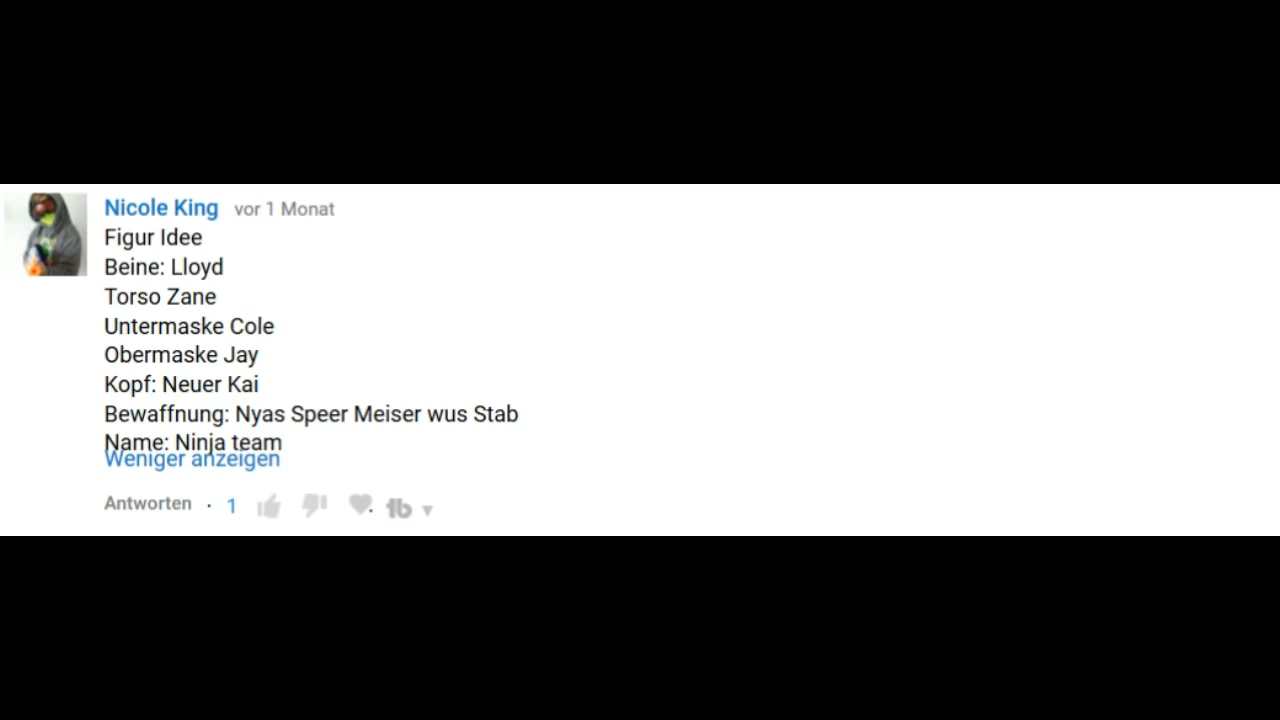 Nicole King vor 1 Monat
Figur Idee
Beine: Lloyd
Torso Zane
Untermaske Cole
Obermaske Jay
Kopf: Neuer Kai
Bewaffnung: Nyas Speer Meiser wus Stab
Name: Ninja team
Weniger anzeigen
Antworten · 1